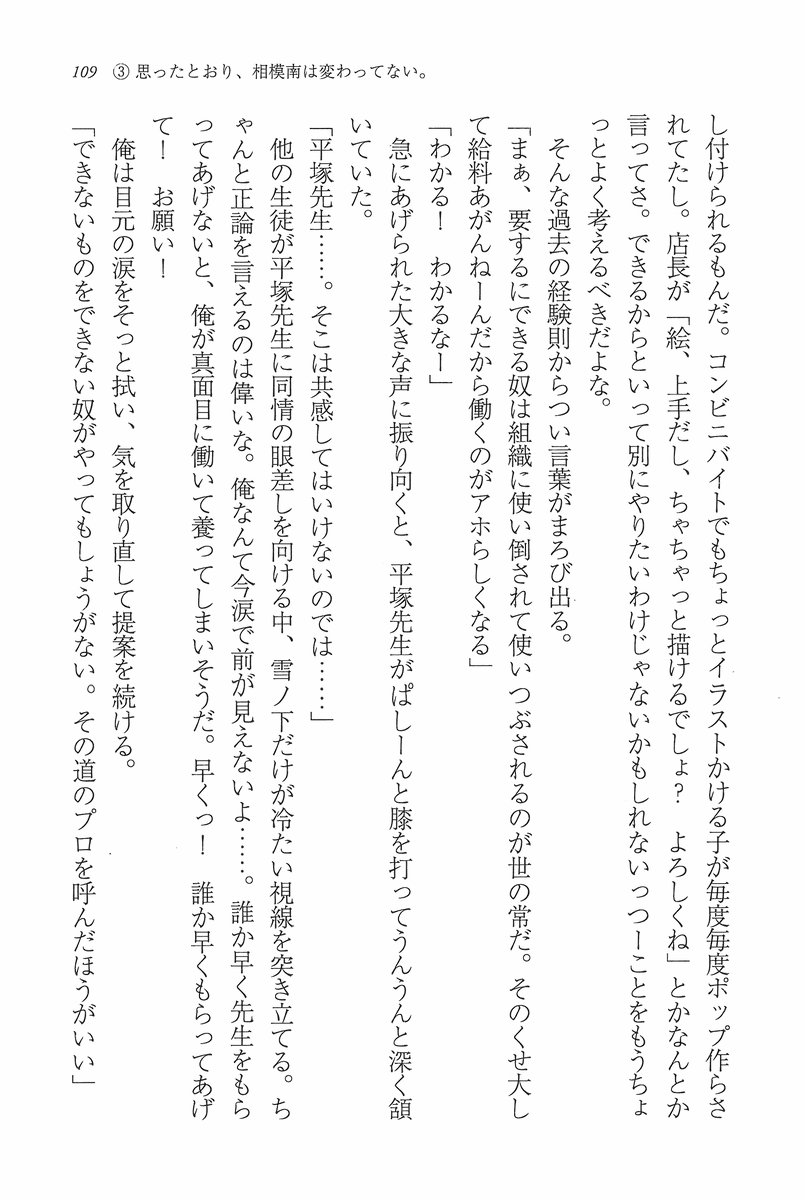 109 ③ 思ったとおり、相模南は変わってない。
し付けられるもんだ。コンビニバイトでもちょっとイラストかける子が毎度毎度ポップ作らさ
れてたし。店長が「絵、上手だし、ちゃちゃっと描けるでしょ？　よろしくね」とかなんとか
言ってさ。できるからといって別にやりたいわけじゃないかもしれないっつーことをもうちょ
っとよく考えるべきだよな。
　そんな過去の経験則からつい言葉がまろび出る。
「まぁ、要するにできる奴は組織に使い倒されて使いつぶされるのが世の常だ。そのくせ大し
て給料あがんねーんだから働くのがアホらしくなる」
「わかる！　わかるなー」
　急にあげられた大きな声に振り向くと、平塚先生がぱしーんと膝を打ってうんうんと深く頷
いていた。
「平塚先生……。そこは共感してはいけないのでは……」
　他の生徒が平塚先生に同情の眼差しを向ける中、雪ノ下だけが冷たい視線を突き立てる。ち
ゃんと正論を言えるのは偉いな。俺なんて今涙で前が見えないよ……。誰か早く先生をもら
ってあげないと、俺が真面目に働いて養ってしまいそうだ。早くっ！　誰か早くもらってあげ
て！　お願い！
　俺は目元の涙をそっと拭い、気を取り直して提案を続ける。
「できないものをできない奴がやってもしょうがない。その道のプロを呼んだほうがいい」